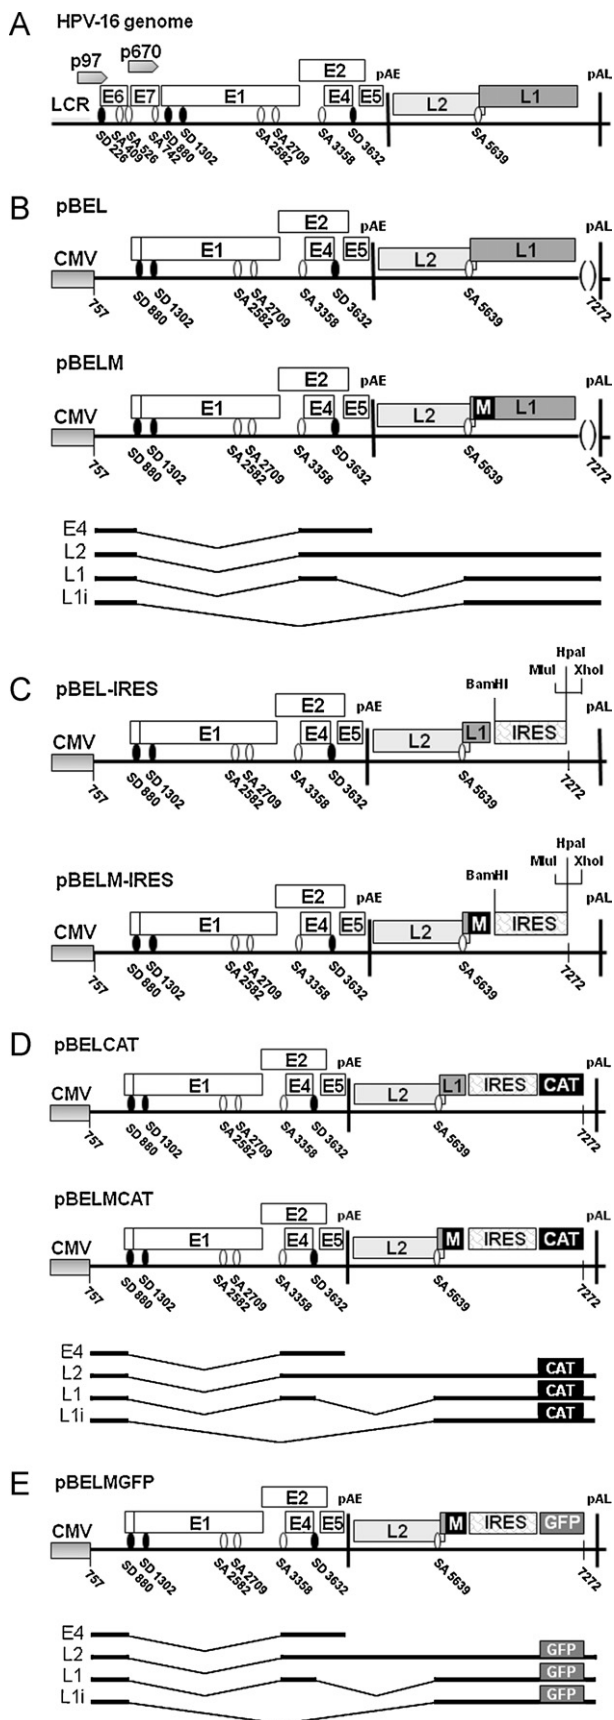 A HPV-16 genome
p97 p670
E2 pAE pAL
LCR E6 E7 E1 E4 E5 L2 L1
SD 226 SA 409 SA 526 SA 742 SD 880 SD 1302 SA 2582 SA 2709 SA 3358 SD 3632 SA 5639
B pBEL
E2 pAE pAL
CMV E1 E4 E5 L2 L1
( )
757 SD 880 SD 1302 SA 2582 SA 2709 SA 3358 SD 3632 SA 5639 7272
pBELM
E2 pAE pAL
CMV E1 E4 E5 L2 M L1
( )
757 SD 880 SD 1302 SA 2582 SA 2709 SA 3358 SD 3632 SA 5639 7272
E4
L2
L1
L1i
C pBEL-IRES
HpaI
BamHI MluI XhoI
E2 pAE pAL
CMV E1 E4 E5 L2 L1 IRES
757 SD 880 SD 1302 SA 2582 SA 2709 SA 3358 SD 3632 SA 5639 7272
pBELM-IRES
HpaI
BamHI MluI XhoI
E2 pAE pAL
CMV E1 E4 E5 L2 M IRES
757 SD 880 SD 1302 SA 2582 SA 2709 SA 3358 SD 3632 SA 5639 7272
D pBELCAT
E2 pAE pAL
CMV E1 E4 E5 L2 L1 IRES CAT
757 SD 880 SD 1302 SA 2582 SA 2709 SA 3358 SD 3632 SA 5639 7272
pBELMCAT
E2 pAE pAL
CMV E1 E4 E5 L2 M IRES CAT
757 SD 880 SD 1302 SA 2582 SA 2709 SA 3358 SD 3632 SA 5639 7272
E4
L2 CAT
L1 CAT
L1i CAT
E pBELMGFP
E2 pAE pAL
CMV E1 E4 E5 L2 M IRES GFP
757 SD 880 SD 1302 SA 2582 SA 2709 SA 3358 SD 3632 SA 5639 7272
E4
L2 GFP
L1 GFP
L1i GFP